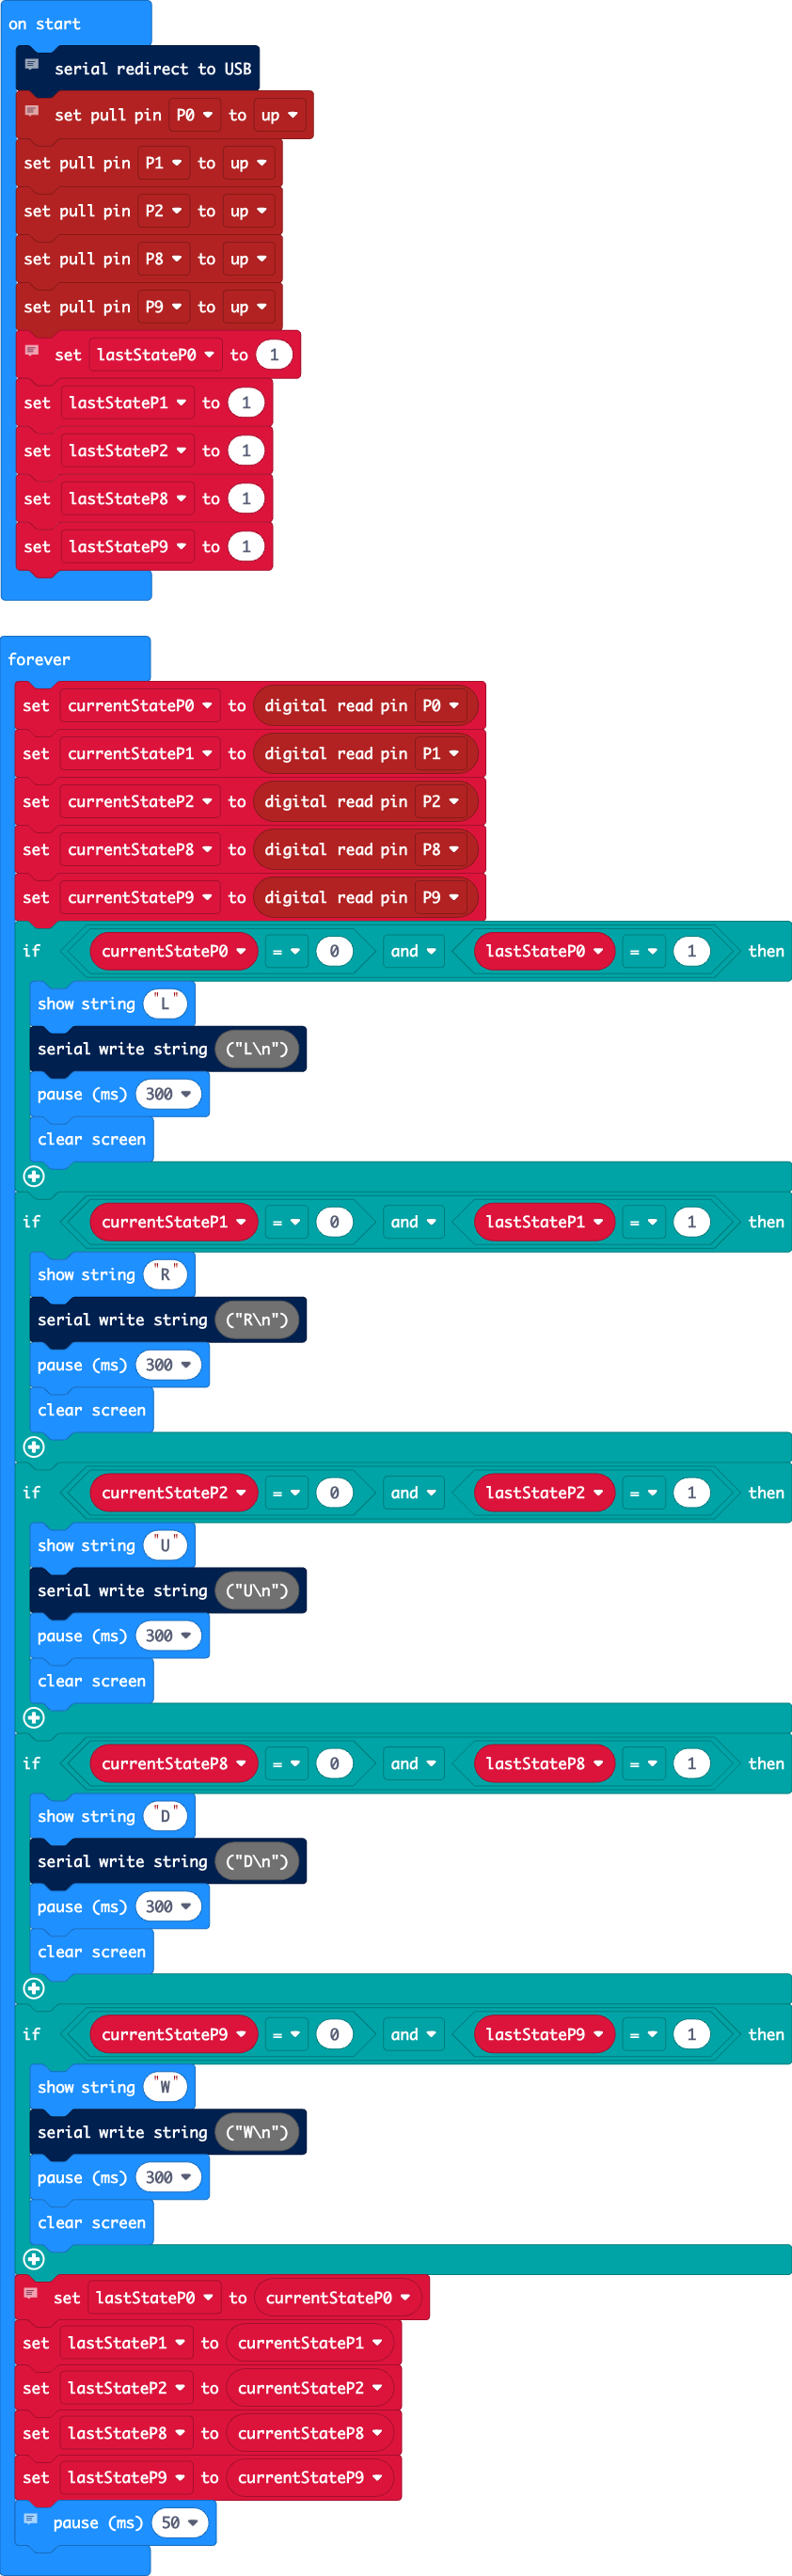 on start
serial redirect to USB
set pull pin P0 to up
set pull pin P1 to up
set pull pin P2 to up
set pull pin P8 to up
set pull pin P9 to up
set lastStateP0 to 1
set lastStateP1 to 1
set lastStateP2 to 1
set lastStateP8 to 1
set lastStateP9 to 1
forever
set currentStateP0 to digital read pin P0
set currentStateP1 to digital read pin P1
set currentStateP2 to digital read pin P2
set currentStateP8 to digital read pin P8
set currentStateP9 to digital read pin P9
if currentStateP0 = 0 and lastStateP0 = 1 then
show string "L"
serial write string ("L\n")
pause (ms) 300
clear screen
if currentStateP1 = 0 and lastStateP1 = 1 then
show string "R"
serial write string ("R\n")
pause (ms) 300
clear screen
if currentStateP2 = 0 and lastStateP2 = 1 then
show string "U"
serial write string ("U\n")
pause (ms) 300
clear screen
if currentStateP8 = 0 and lastStateP8 = 1 then
show string "D"
serial write string ("D\n")
pause (ms) 300
clear screen
if currentStateP9 = 0 and lastStateP9 = 1 then
show string "W"
serial write string ("W\n")
pause (ms) 300
clear screen
set lastStateP0 to currentStateP0
set lastStateP1 to currentStateP1
set lastStateP2 to currentStateP2
set lastStateP8 to currentStateP8
set lastStateP9 to currentStateP9
pause (ms) 50